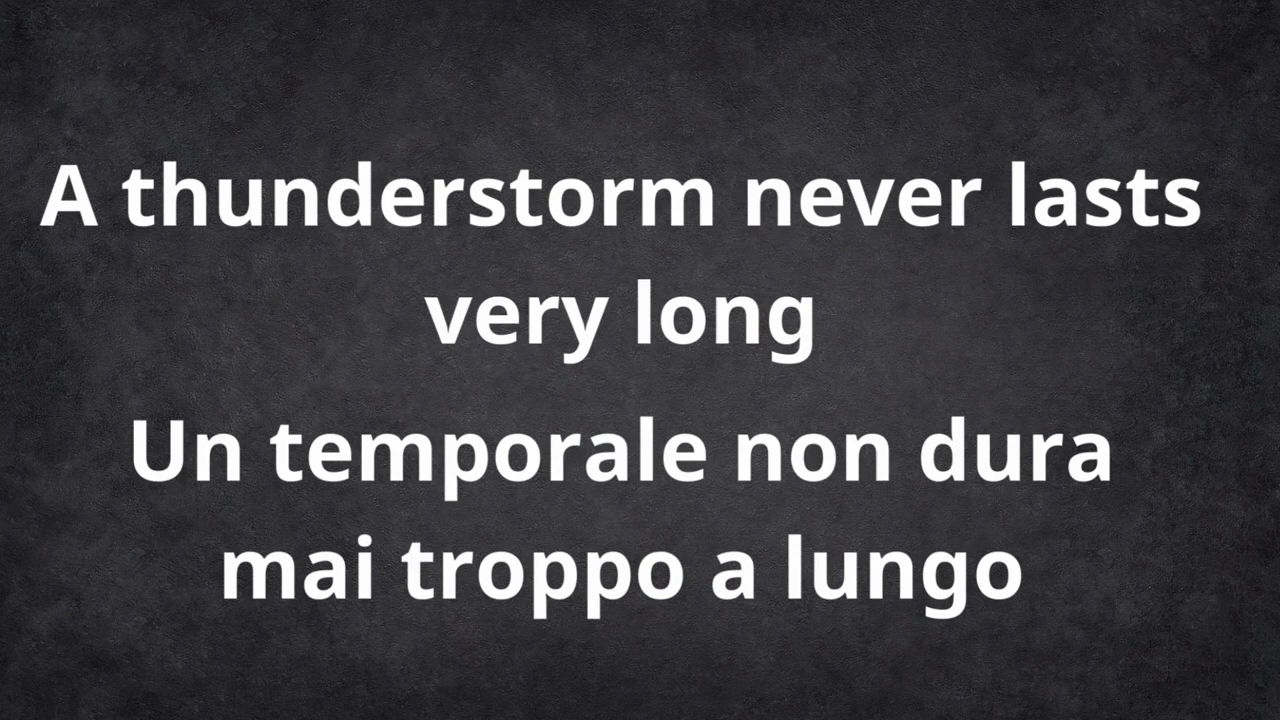 A thunderstorm never lasts
very long
Un temporale non dura
mai troppo a lungo